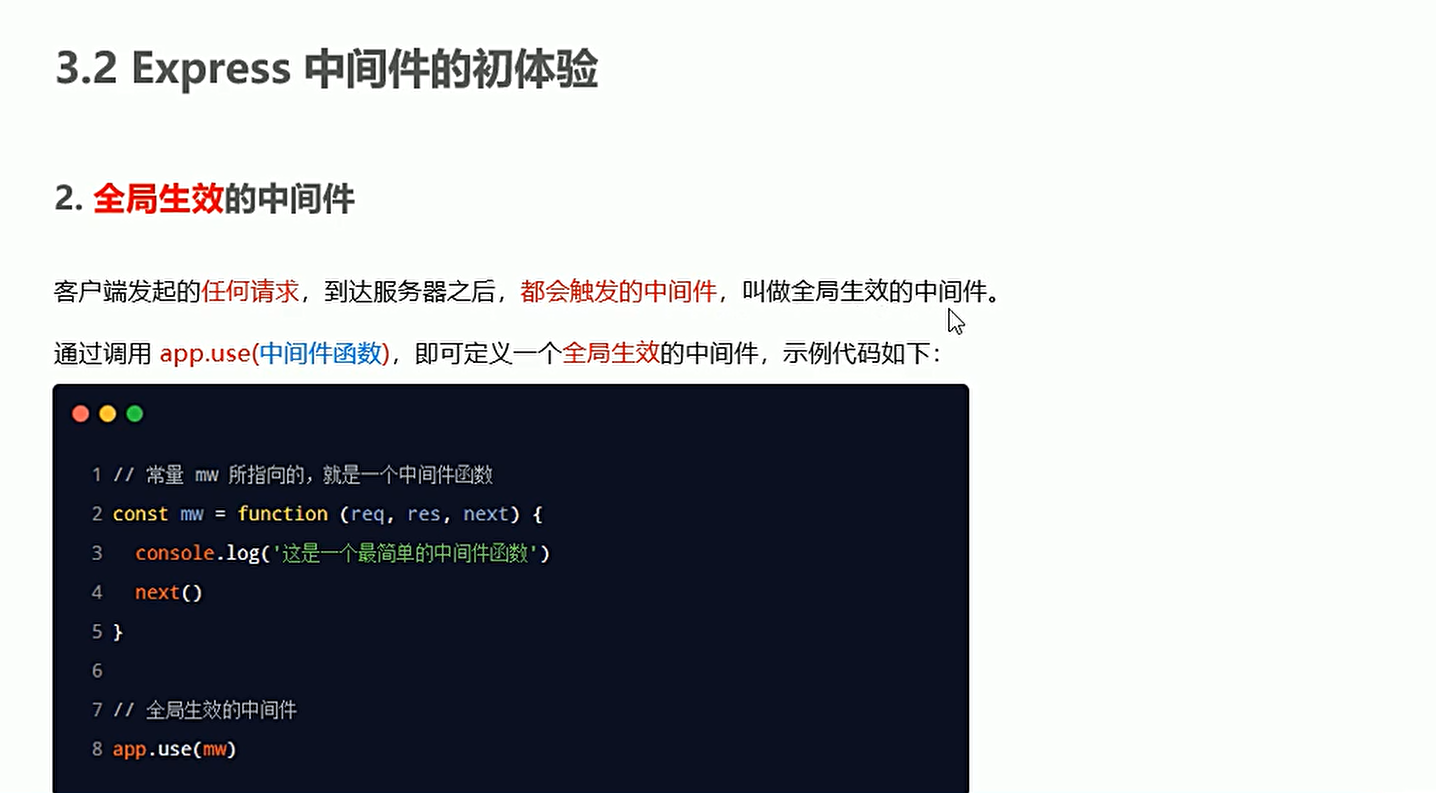 3.2 Express 中间件的初体验
2. 全局生效的中间件
客户端发起的任何请求，到达服务器之后，都会触发的中间件，叫做全局生效的中间件。
通过调用 app.use(中间件函数)，即可定义一个全局生效的中间件，示例代码如下：
1 // 常量 mw 所指向的，就是一个中间件函数
2 const mw = function (req, res, next) {
3   console.log('这是一个最简单的中间件函数')
4   next()
5 }
6
7 // 全局生效的中间件
8 app.use(mw)